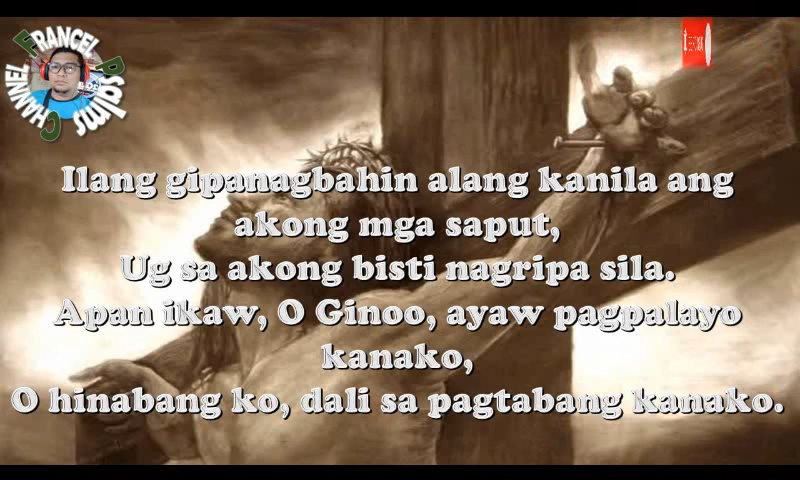 FRANCEL Psalms CHANNEL
Ilang gipanagbahin alang kanila ang
akong mga saput,
Ug sa akong bisti nagripa sila.
Apan ikaw, O Ginoo, ayaw pagpalayo
kanako,
O hinabang ko, dali sa pagtabang kanako.